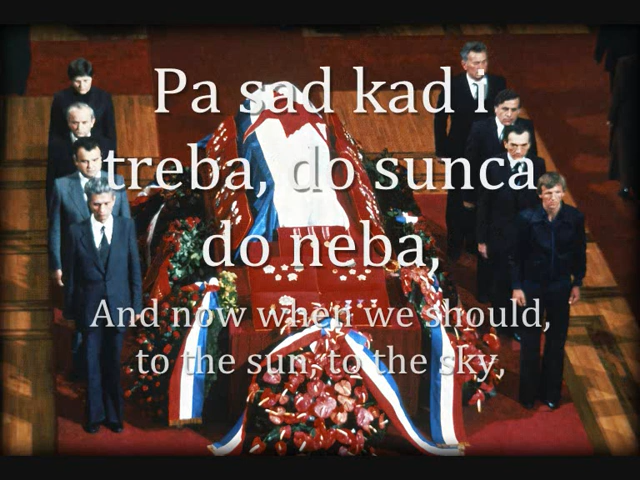 Pa sad kad i
treba, do sunca
do neba,
And now when we should,
to the sun, to the sky,